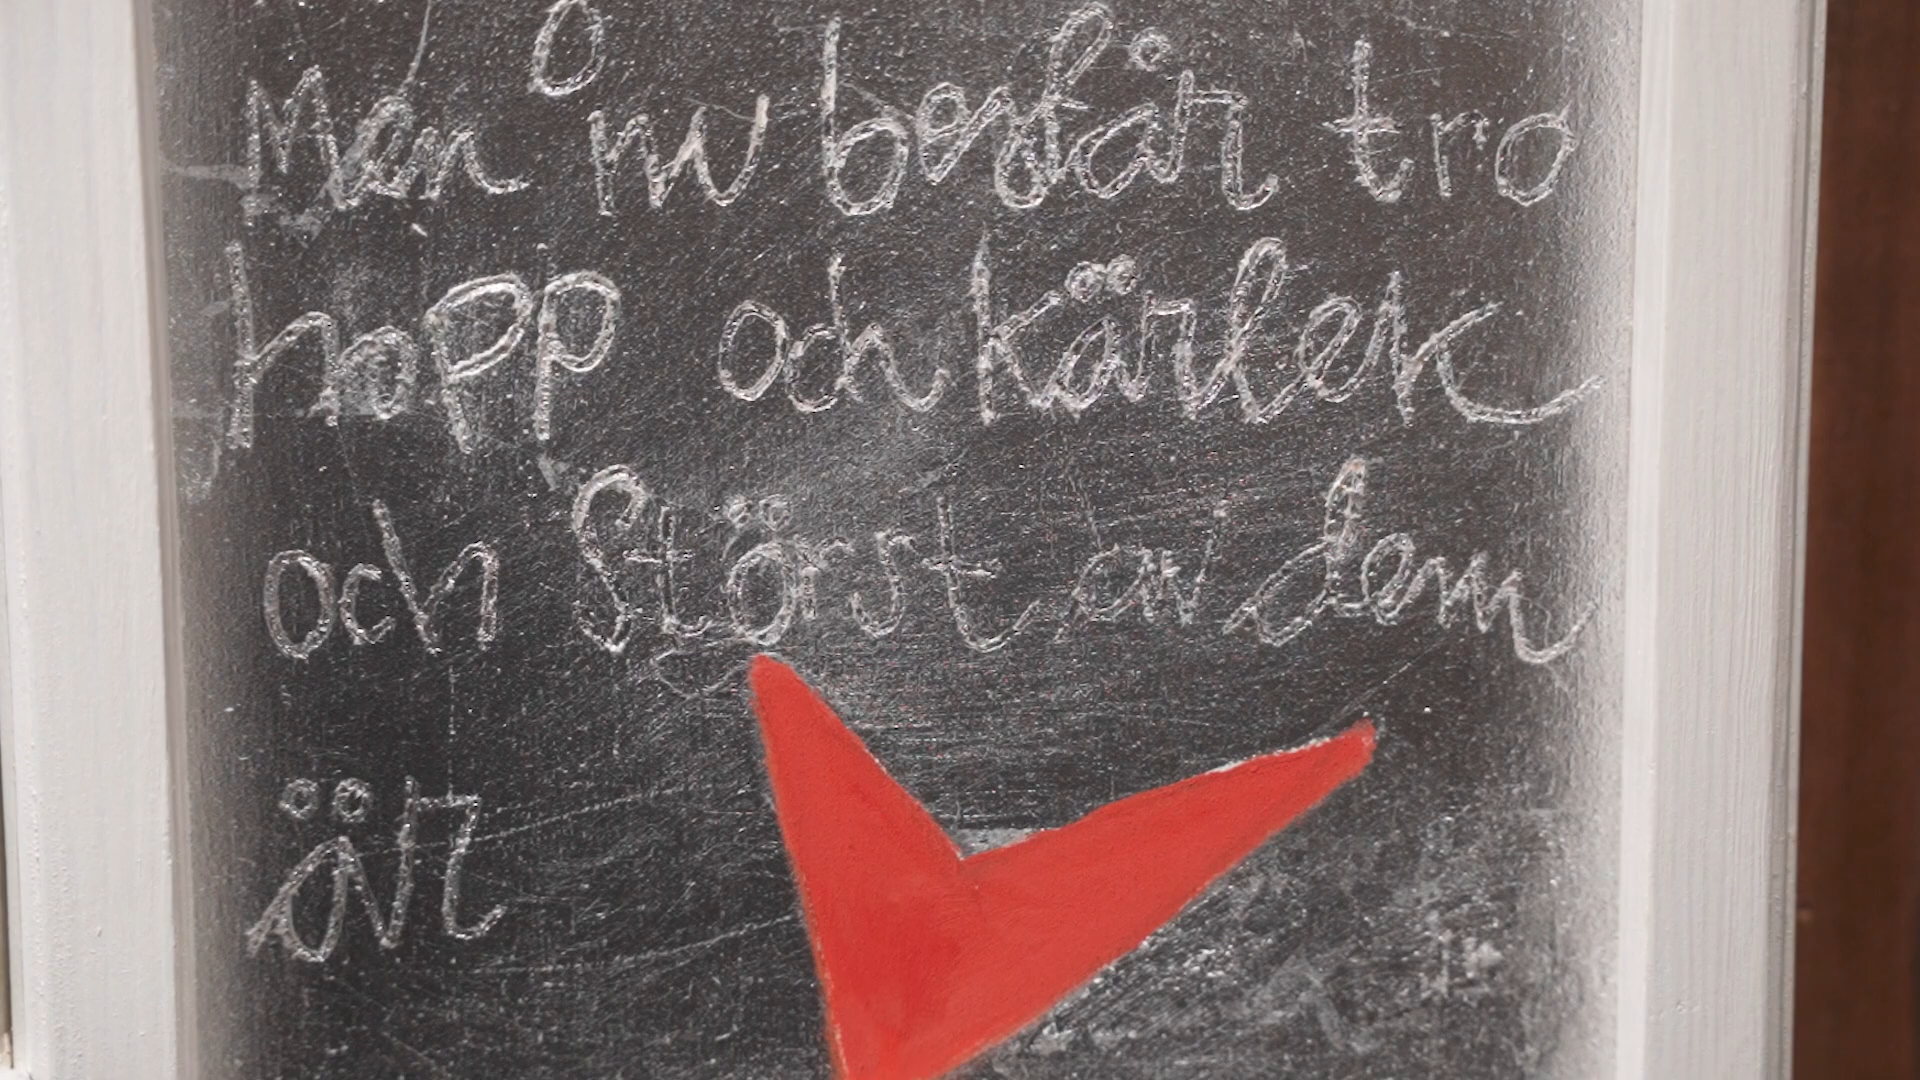 Men nu består tro
hopp och kärlek
och Störst av dem
är